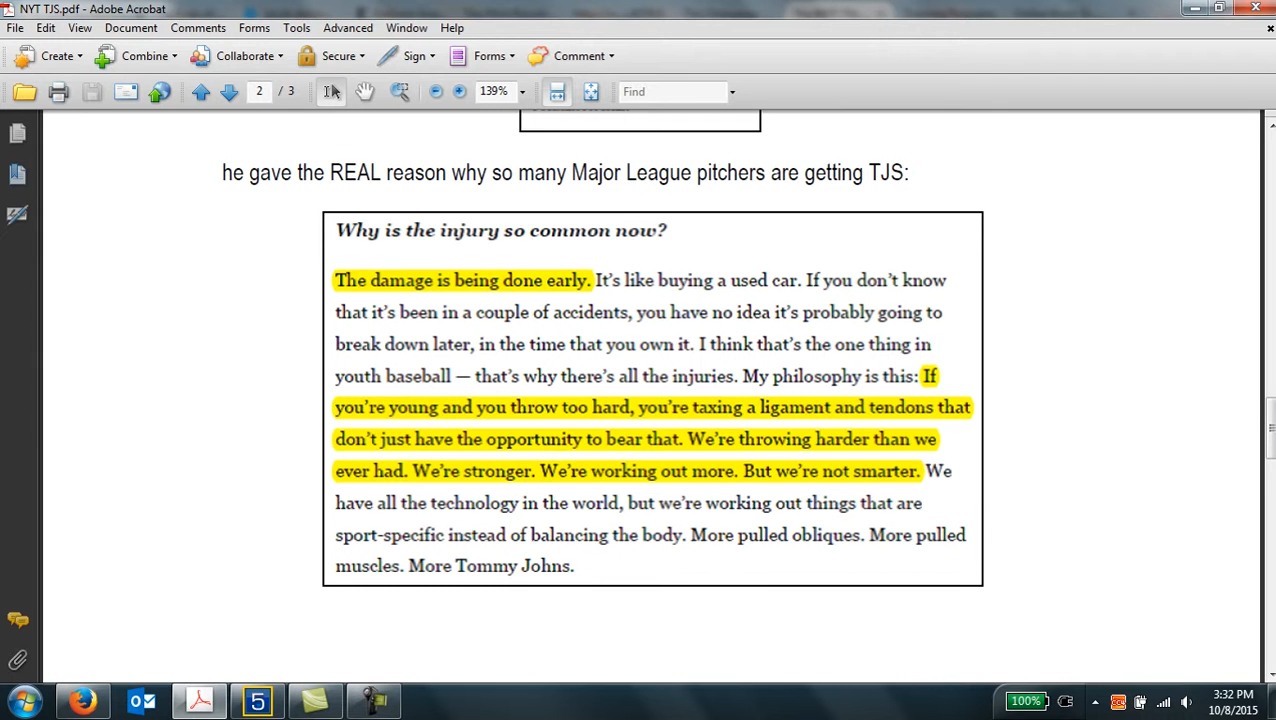 NYT TJS.pdf - Adobe Acrobat
File Edit View Document Comments Forms Tools Advanced Window Help
Create Combine Collaborate Secure Sign Forms Comment
2 / 3 139% Find
he gave the REAL reason why so many Major League pitchers are getting TJS:
Why is the injury so common now?
The damage is being done early. It's like buying a used car. If you don't know
that it's been in a couple of accidents, you have no idea it's probably going to
break down later, in the time that you own it. I think that's the one thing in
youth baseball — that's why there's all the injuries. My philosophy is this: If
you're young and you throw too hard, you're taxing a ligament and tendons that
don't just have the opportunity to bear that. We're throwing harder than we
ever had. We're stronger. We're working out more. But we're not smarter. We
have all the technology in the world, but we're working out things that are
sport-specific instead of balancing the body. More pulled obliques. More pulled
muscles. More Tommy Johns.
5
100%
3:32 PM
10/8/2015